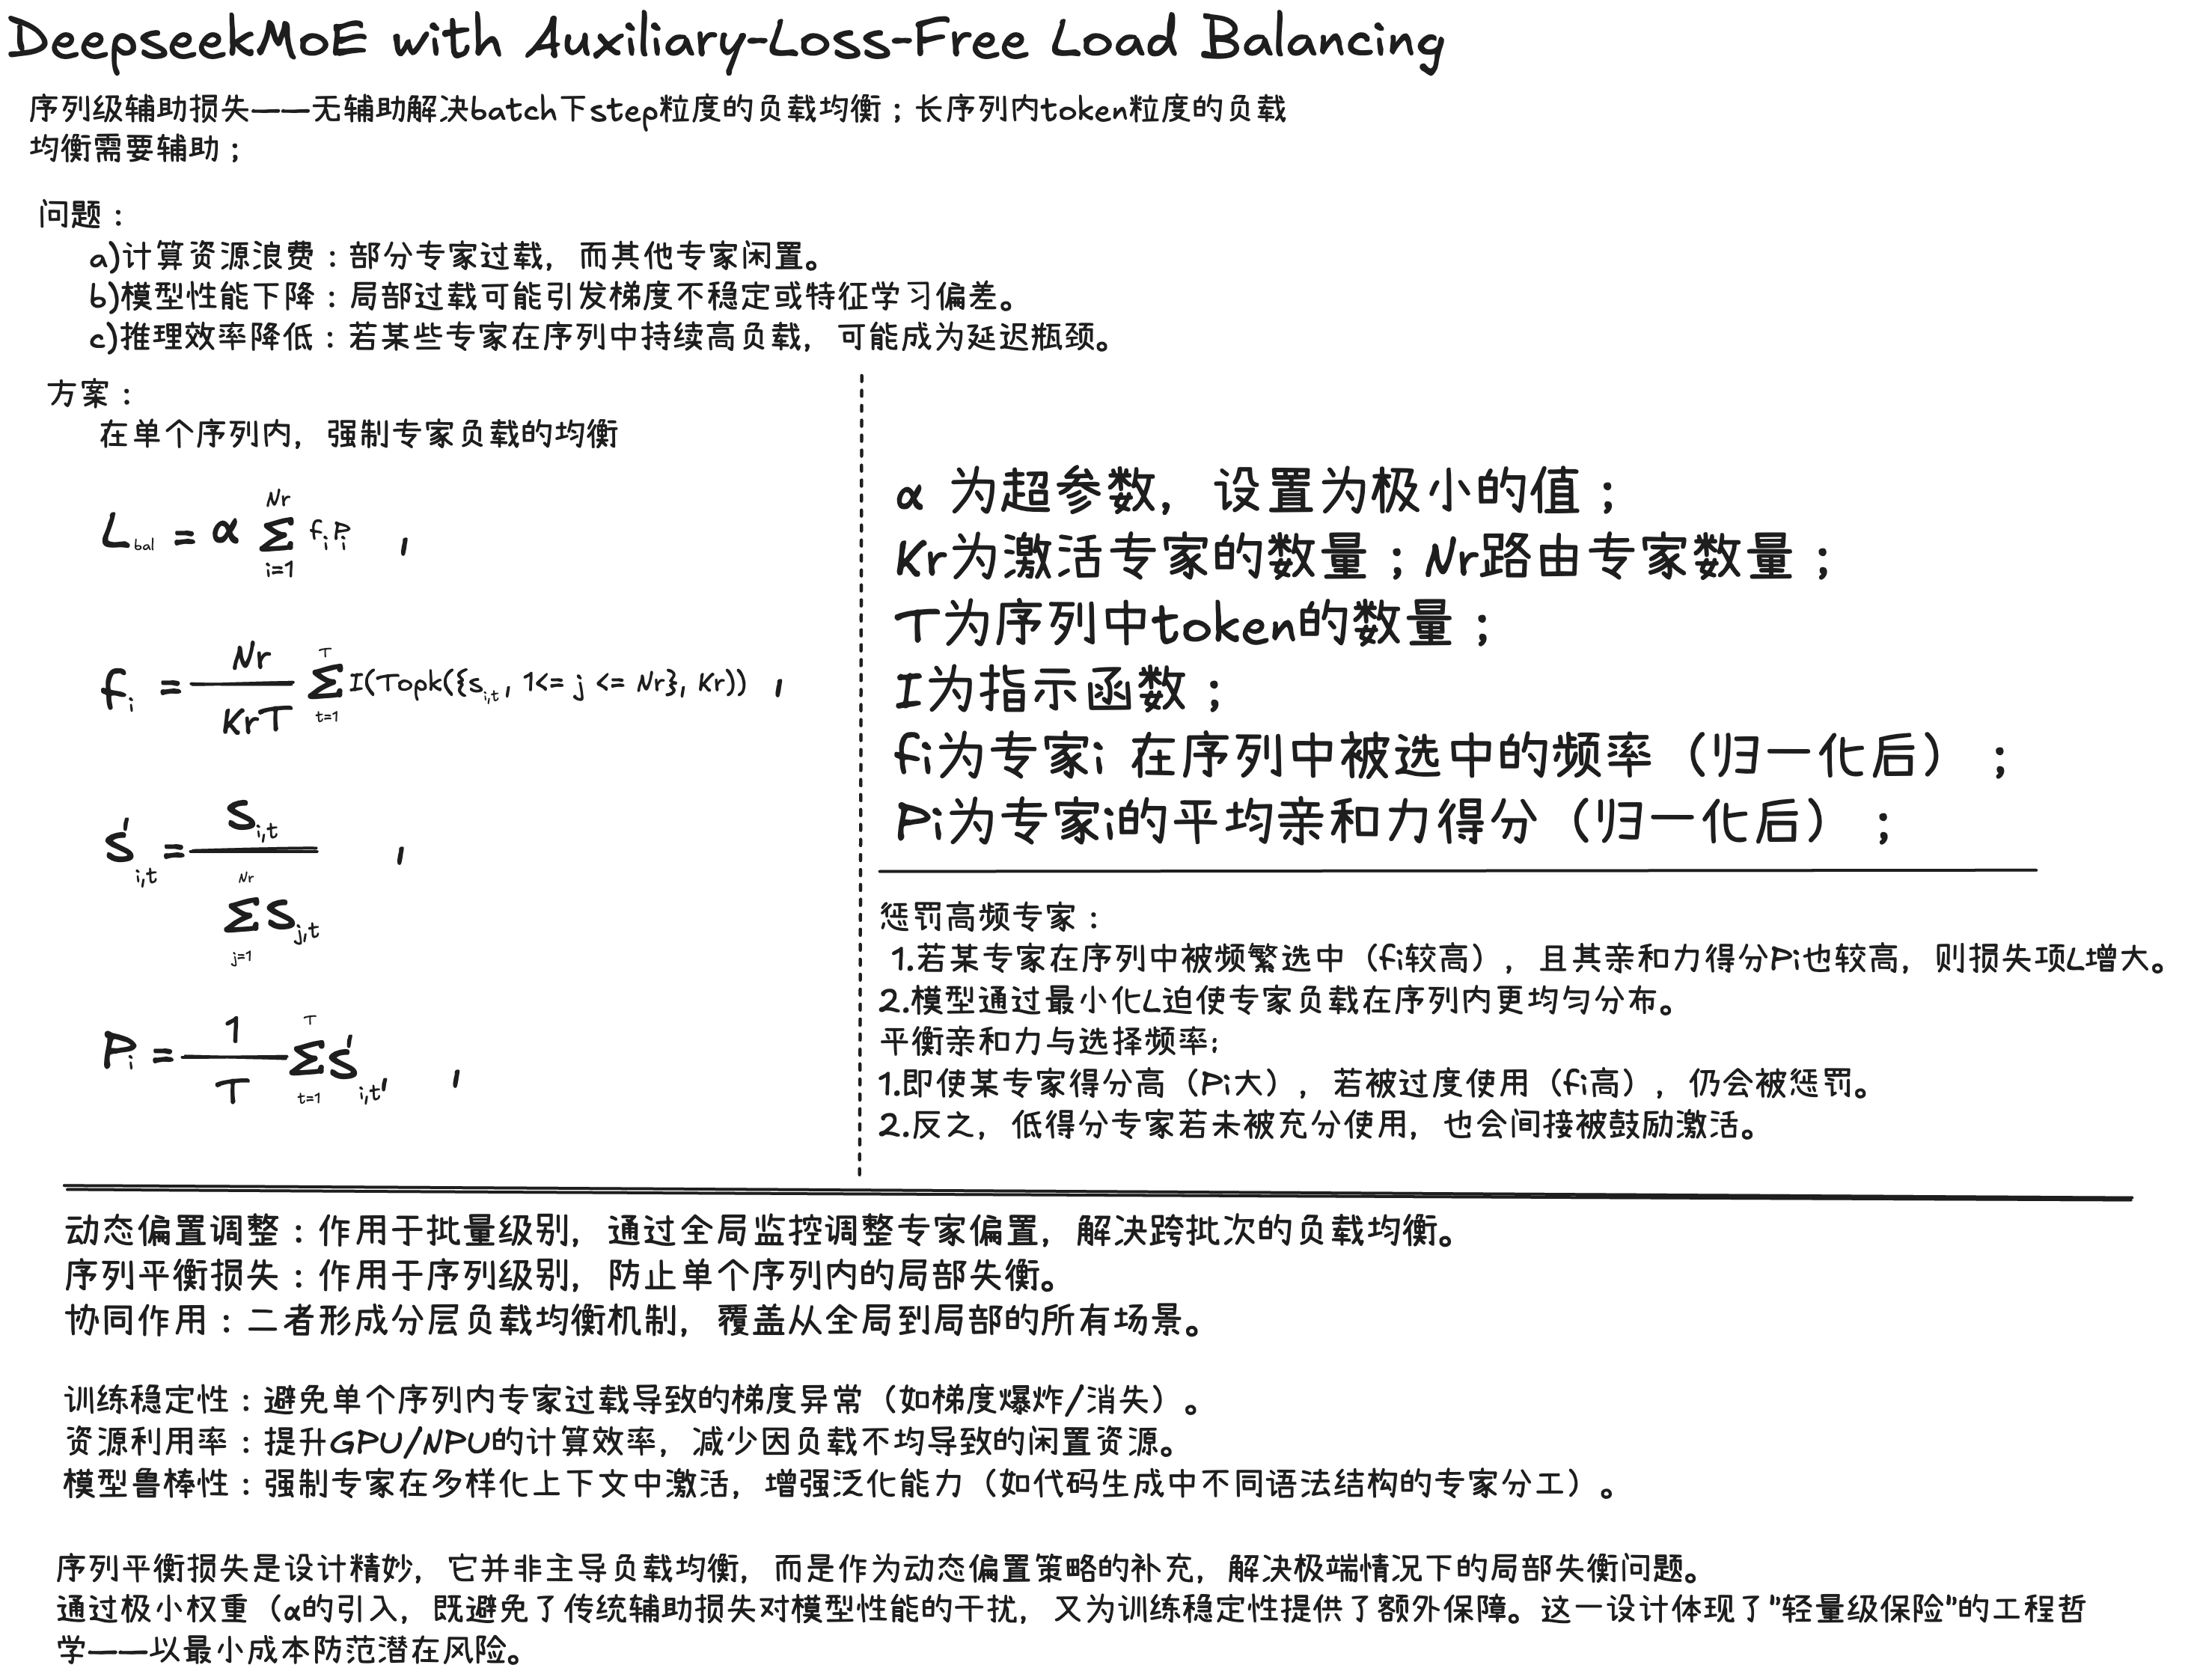 DeepseekMoE with Auxiliary-Loss-Free Load Balancing
序列级辅助损失——无辅助解决batch下step粒度的负载均衡；长序列内token粒度的负载
均衡需要辅助；
问题：
a)计算资源浪费：部分专家过载，而其他专家闲置。
b)模型性能下降：局部过载可能引发梯度不稳定或特征学习偏差。
c)推理效率降低：若某些专家在序列中持续高负载，可能成为延迟瓶颈。
方案：
在单个序列内，强制专家负载的均衡
L_bal = α Σ_{i=1}^{Nr} f_i P_i ,
f_i = Nr / KrT Σ_{t=1}^{T} I(Topk({s_{i,t}, 1<= j <= Nr}, Kr)) ,
s'_{i,t} = s_{i,t} / Σ_{j=1}^{Nr} s_{j,t} ,
P_i = 1 / T Σ_{t=1}^{T} s'_{i,t'} ,
α 为超参数，设置为极小的值；
Kr为激活专家的数量；Nr路由专家数量；
T为序列中token的数量；
I为指示函数；
fi为专家i 在序列中被选中的频率（归一化后）；
Pi为专家i的平均亲和力得分（归一化后）；
惩罚高频专家：
1.若某专家在序列中被频繁选中（fi较高），且其亲和力得分Pi也较高，则损失项L增大。
2.模型通过最小化L迫使专家负载在序列内更均匀分布。
平衡亲和力与选择频率:
1.即使某专家得分高（Pi大），若被过度使用（fi高），仍会被惩罚。
2.反之，低得分专家若未被充分使用，也会间接被鼓励激活。
动态偏置调整：作用于批量级别，通过全局监控调整专家偏置，解决跨批次的负载均衡。
序列平衡损失：作用于序列级别，防止单个序列内的局部失衡。
协同作用：二者形成分层负载均衡机制，覆盖从全局到局部的所有场景。
训练稳定性：避免单个序列内专家过载导致的梯度异常（如梯度爆炸/消失）。
资源利用率：提升GPU/NPU的计算效率，减少因负载不均导致的闲置资源。
模型鲁棒性：强制专家在多样化上下文中激活，增强泛化能力（如代码生成中不同语法结构的专家分工）。
序列平衡损失是设计精妙，它并非主导负载均衡，而是作为动态偏置策略的补充，解决极端情况下的局部失衡问题。
通过极小权重（α的引入，既避免了传统辅助损失对模型性能的干扰，又为训练稳定性提供了额外保障。这一设计体现了"轻量级保险"的工程哲
学——以最小成本防范潜在风险。